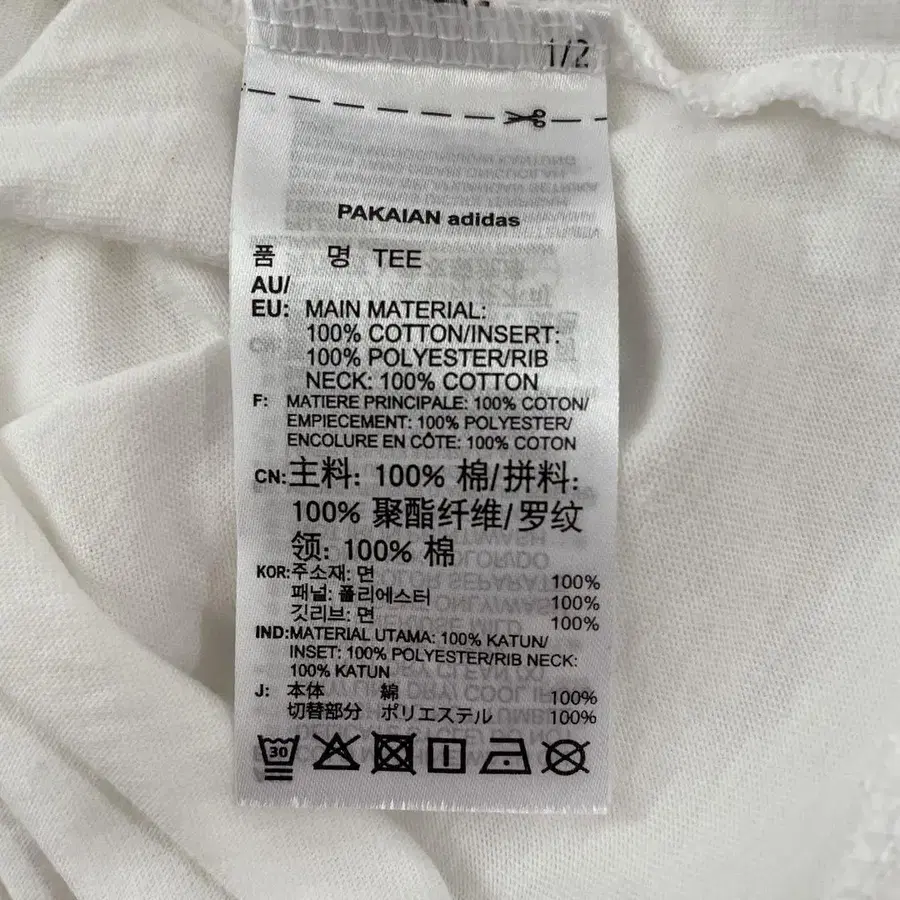 1/2
PAKAIAN adidas
품 명 TEE
AU/
EU: MAIN MATERIAL:
100% COTTON/INSERT:
100% POLYESTER/RIB
NECK: 100% COTTON
F: MATIERE PRINCIPALE: 100% COTON/
EMPIECEMENT: 100% POLYESTER/
ENCOLURE EN CÔTE: 100% COTON
CN:主料: 100% 棉/拼料:
100% 聚酯纤维/罗纹
领: 100% 棉
KOR:주소재: 면 100%
패널: 폴리에스터 100%
깃리브: 면 100%
IND:MATERIAL UTAMA: 100% KATUN/
INSET: 100% POLYESTER/RIB NECK:
100% KATUN
J: 本体 綿 100%
切替部分 ポリエステル 100%
30